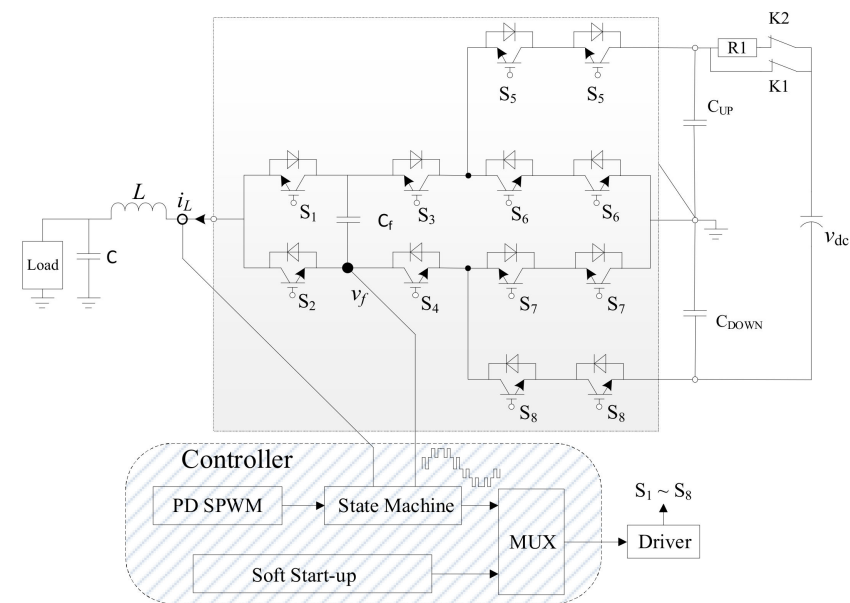 K2
R1
K1
S5 S5
CUP
L iL
S1 Cf S3 S6 S6
vdc
Load C
S2 vf S4 S7 S7
CDOWN
S8 S8
Controller
PD SPWM State Machine
S1 ~ S8
MUX Driver
Soft Start-up